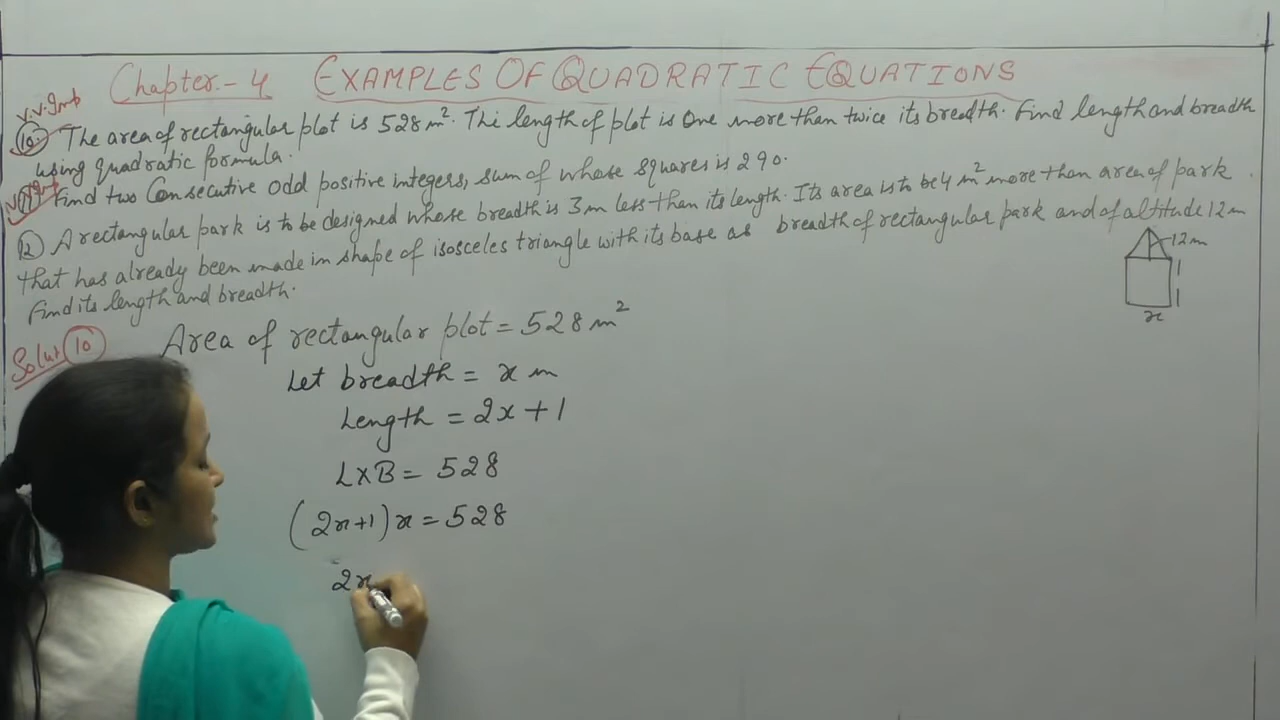 Chapter-4 EXAMPLES OF QUADRATIC EQUATIONS
V.V.Imp
10 The area of rectangular plot is 528 m². The length of plot is one more than twice its breadth. Find length and breadth
using quadratic formula.
Find two Consecutive odd positive integers, sum of whose squares is 290.
12 A rectangular park is to be designed whose breadth is 3m less than its length. Its area is to be 4 m² more than area of park
that has already been made in shape of isosceles triangle with its base as breadth of rectangular park and of altitude 12m
Find its length and breadth.
12m
x
Solut 10
Area of rectangular plot = 528 m²
Let breadth = x m
Length = 2x + 1
L×B = 528
(2x+1) x = 528
2x